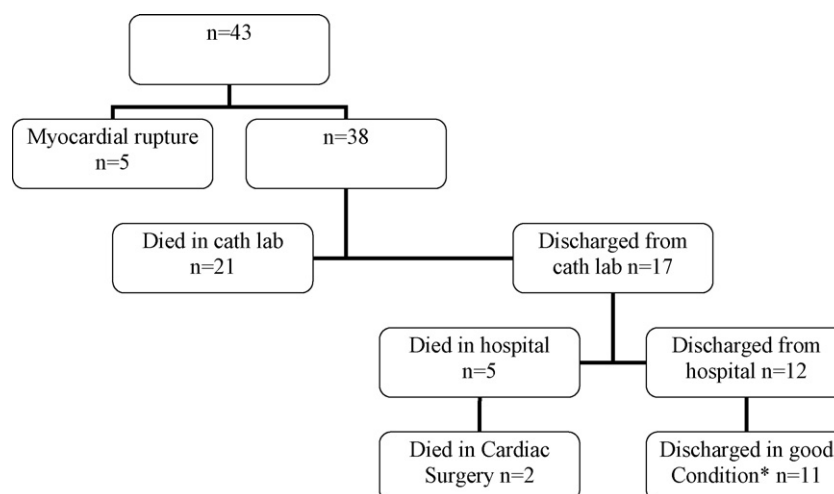 n=43
Myocardial rupture
n=5
n=38
Died in cath lab
n=21
Discharged from
cath lab n=17
Died in hospital
n=5
Discharged from
hospital n=12
Died in Cardiac
Surgery n=2
Discharged in good
Condition* n=11